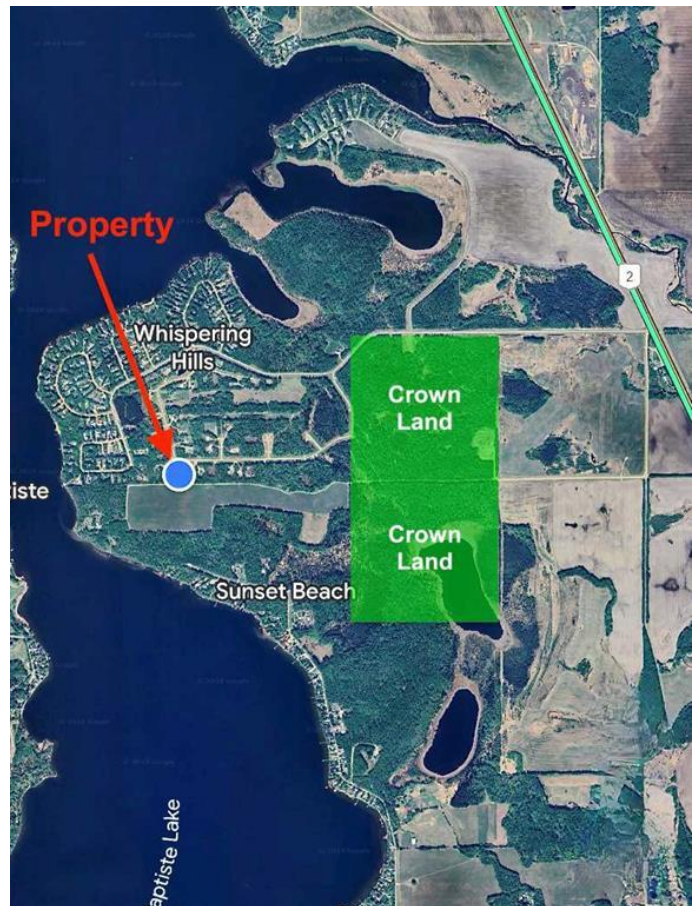 2
Property
Whispering
Hills
Crown
Land
iste
Crown
Land
Sunset Beach
aptiste Lake